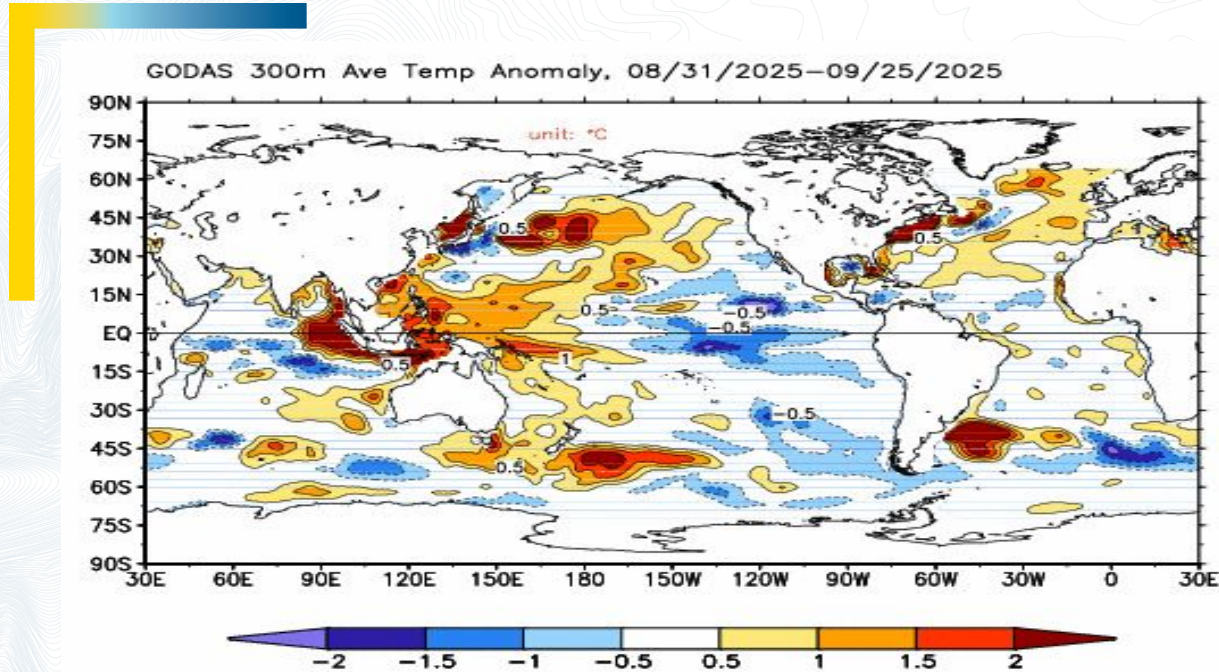 GODAS 300m Ave Temp Anomaly, 08/31/2025-09/25/2025
unit: °C
90N
75N
60N
45N
30N
15N
EQ
15S
30S
45S
60S
75S
90S
0.5
0.5
0.5
-0.5
-0.5
1
0.5
-0.5
0.5
30E 60E 90E 120E 150E 180 150W 120W 90W 60W 30W 0 30E
-2 -1.5 -1 -0.5 0.5 1 1.5 2